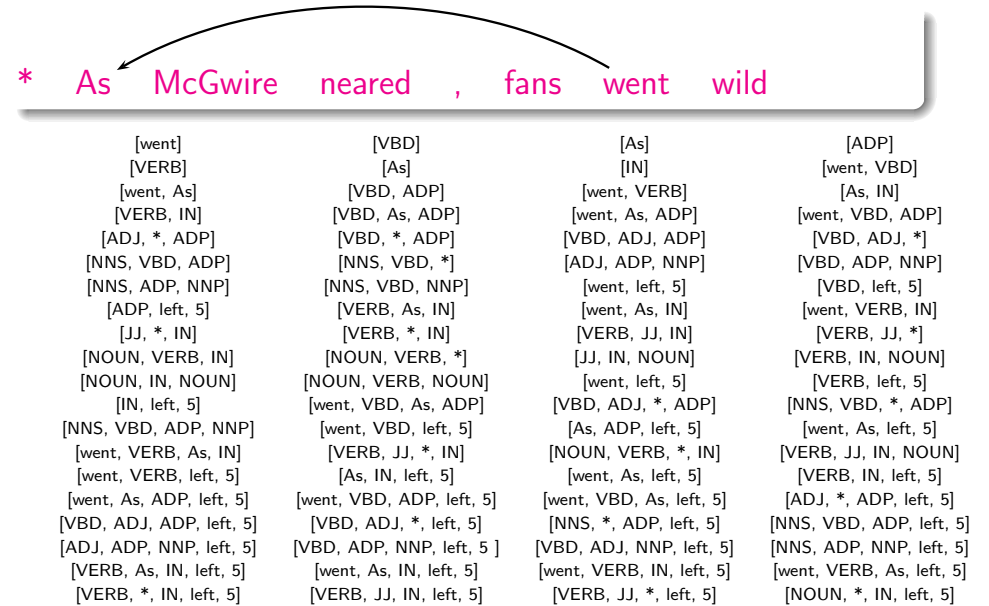 * As McGwire neared , fans went wild
[went] [VBD] [As] [ADP]
[VERB] [As] [IN] [went, VBD]
[went, As] [VBD, ADP] [went, VERB] [As, IN]
[VERB, IN] [VBD, As, ADP] [went, As, ADP] [went, VBD, ADP]
[ADJ, *, ADP] [VBD, *, ADP] [VBD, ADJ, ADP] [VBD, ADJ, *]
[NNS, VBD, ADP] [NNS, VBD, *] [ADJ, ADP, NNP] [VBD, ADP, NNP]
[NNS, ADP, NNP] [NNS, VBD, NNP] [went, left, 5] [VBD, left, 5]
[ADP, left, 5] [VERB, As, IN] [went, As, IN] [went, VERB, IN]
[JJ, *, IN] [VERB, *, IN] [VERB, JJ, IN] [VERB, JJ, *]
[NOUN, VERB, IN] [NOUN, VERB, *] [JJ, IN, NOUN] [VERB, IN, NOUN]
[NOUN, IN, NOUN] [NOUN, VERB, NOUN] [went, left, 5] [VERB, left, 5]
[IN, left, 5] [went, VBD, As, ADP] [VBD, ADJ, *, ADP] [NNS, VBD, *, ADP]
[NNS, VBD, ADP, NNP] [went, VBD, left, 5] [As, ADP, left, 5] [went, As, left, 5]
[went, VERB, As, IN] [VERB, JJ, *, IN] [NOUN, VERB, *, IN] [VERB, JJ, IN, NOUN]
[went, VERB, left, 5] [As, IN, left, 5] [went, As, left, 5] [VERB, IN, left, 5]
[went, As, ADP, left, 5] [went, VBD, ADP, left, 5] [went, VBD, As, left, 5] [ADJ, *, ADP, left, 5]
[VBD, ADJ, ADP, left, 5] [VBD, ADJ, *, left, 5] [NNS, *, ADP, left, 5] [NNS, VBD, ADP, left, 5]
[ADJ, ADP, NNP, left, 5] [VBD, ADP, NNP, left, 5 ] [VBD, ADJ, NNP, left, 5] [NNS, ADP, NNP, left, 5]
[VERB, As, IN, left, 5] [went, As, IN, left, 5] [went, VERB, IN, left, 5] [went, VERB, As, left, 5]
[VERB, *, IN, left, 5] [VERB, JJ, IN, left, 5] [VERB, JJ, *, left, 5] [NOUN, *, IN, left, 5]